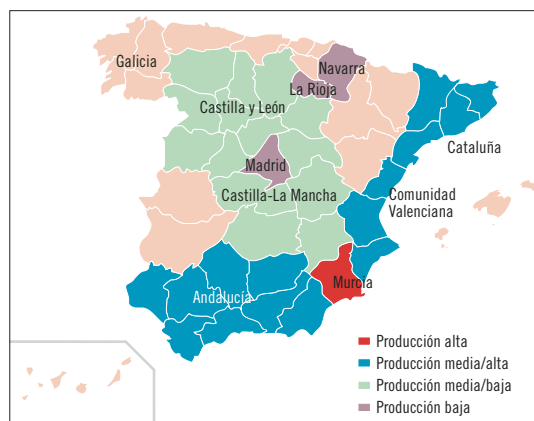 Galicia
Navarra
La Rioja
Castilla y León
Cataluña
Madrid
Castilla-La Mancha
Comunidad
Valenciana
Murcia
Andalucía
Producción alta
Producción media/alta
Producción media/baja
Producción baja